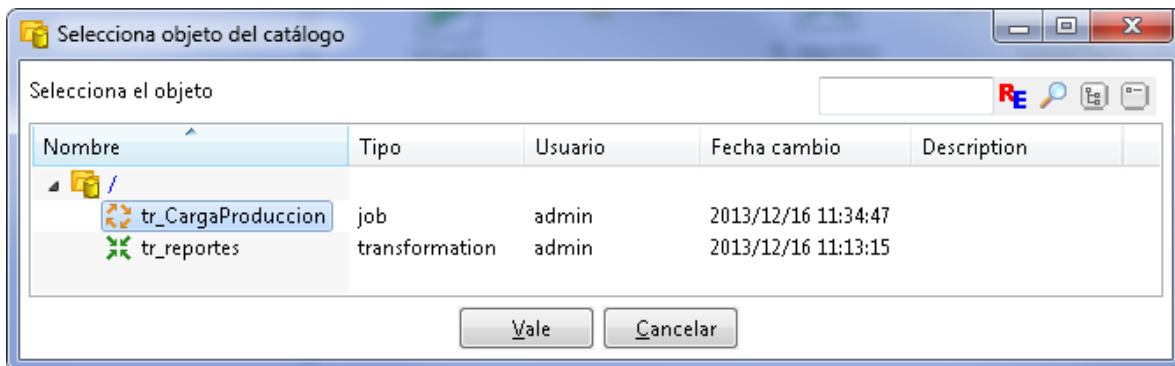 Selecciona objeto del catálogo
Selecciona el objeto
RE
Nombre Tipo Usuario Fecha cambio Description
/
tr_CargaProduccion job admin 2013/12/16 11:34:47
tr_reportes transformation admin 2013/12/16 11:13:15
Vale Cancelar